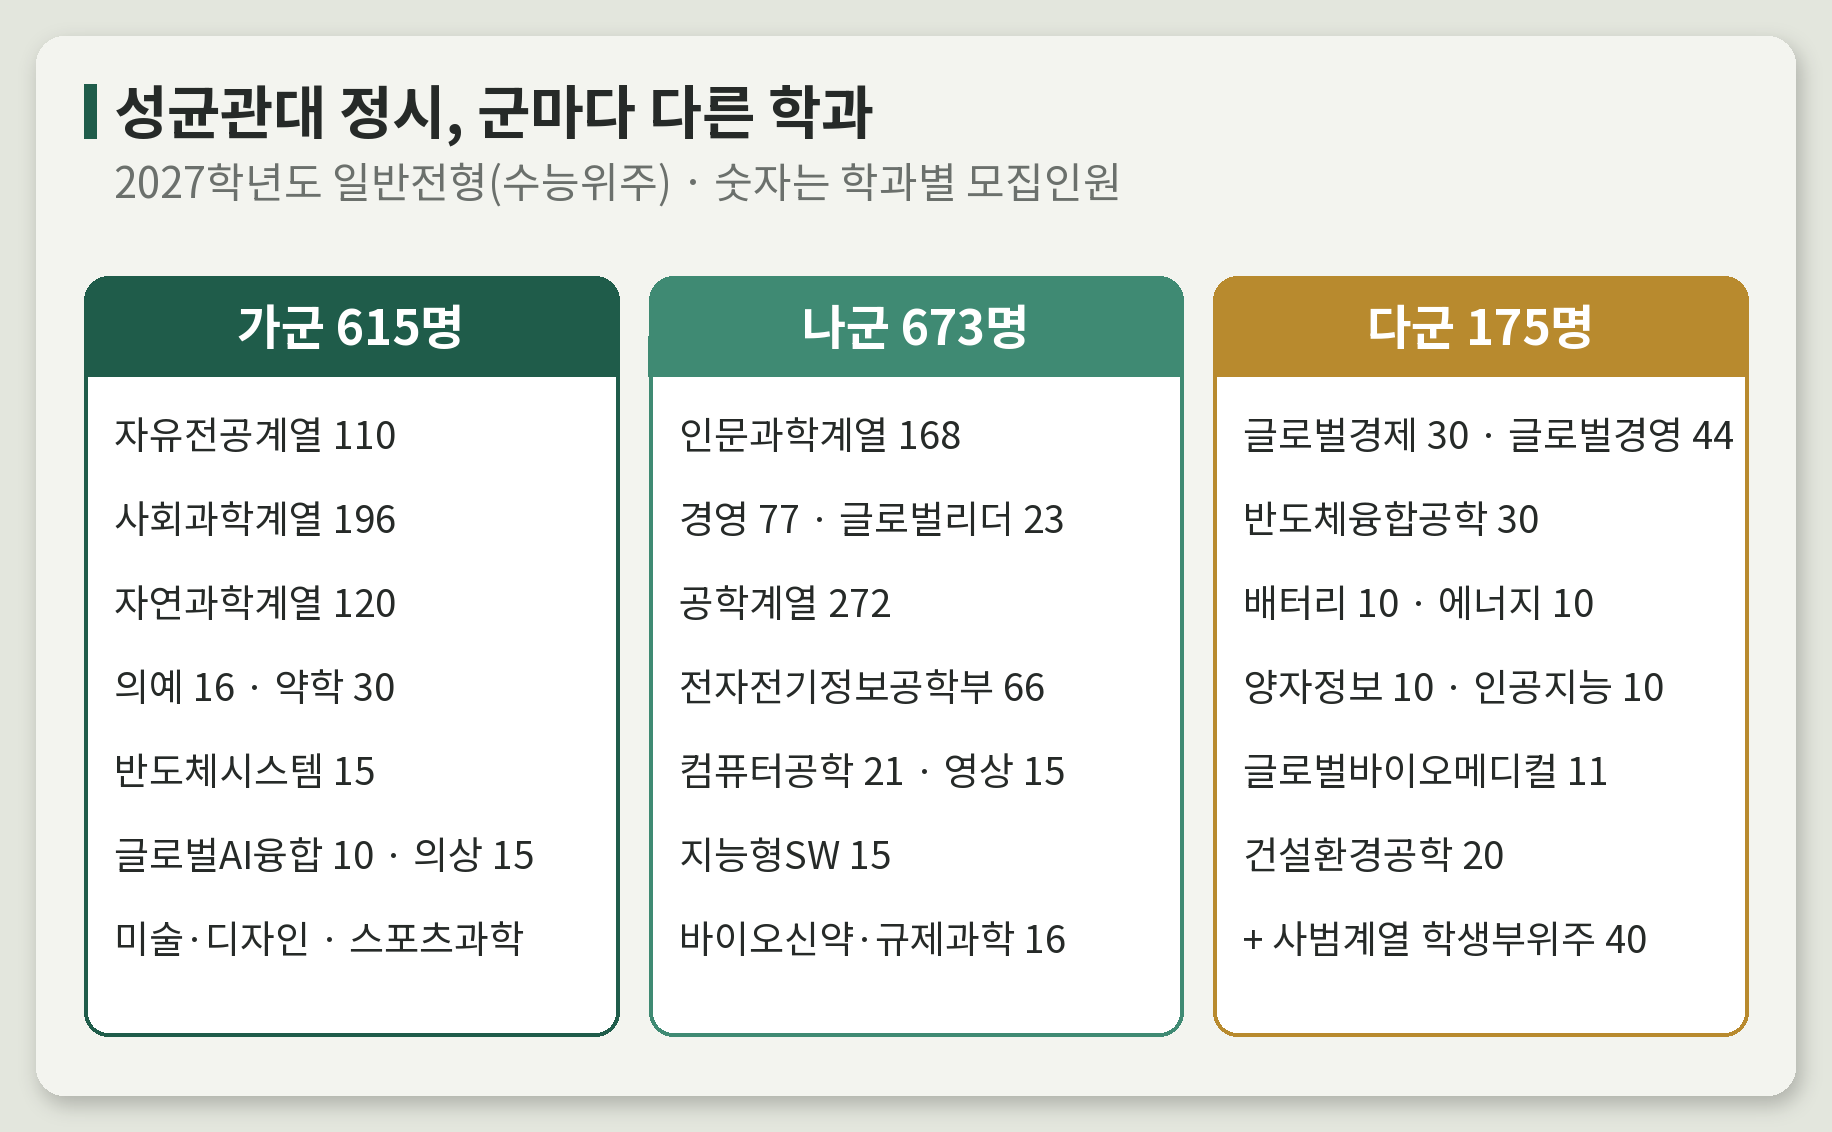 성균관대 정시, 군마다 다른 학과
2027학년도 일반전형(수능위주) · 숫자는 학과별 모집인원
가군 615명
자유전공계열 110
사회과학계열 196
자연과학계열 120
의예 16 · 약학 30
반도체시스템 15
글로벌AI융합 10 · 의상 15
미술·디자인 · 스포츠과학
나군 673명
인문과학계열 168
경영 77 · 글로벌리더 23
공학계열 272
전자전기정보공학부 66
컴퓨터공학 21 · 영상 15
지능형SW 15
바이오신약·규제과학 16
다군 175명
글로벌경제 30 · 글로벌경영 44
반도체융합공학 30
배터리 10 · 에너지 10
양자정보 10 · 인공지능 10
글로벌바이오메디컬 11
건설환경공학 20
+ 사범계열 학생부위주 40